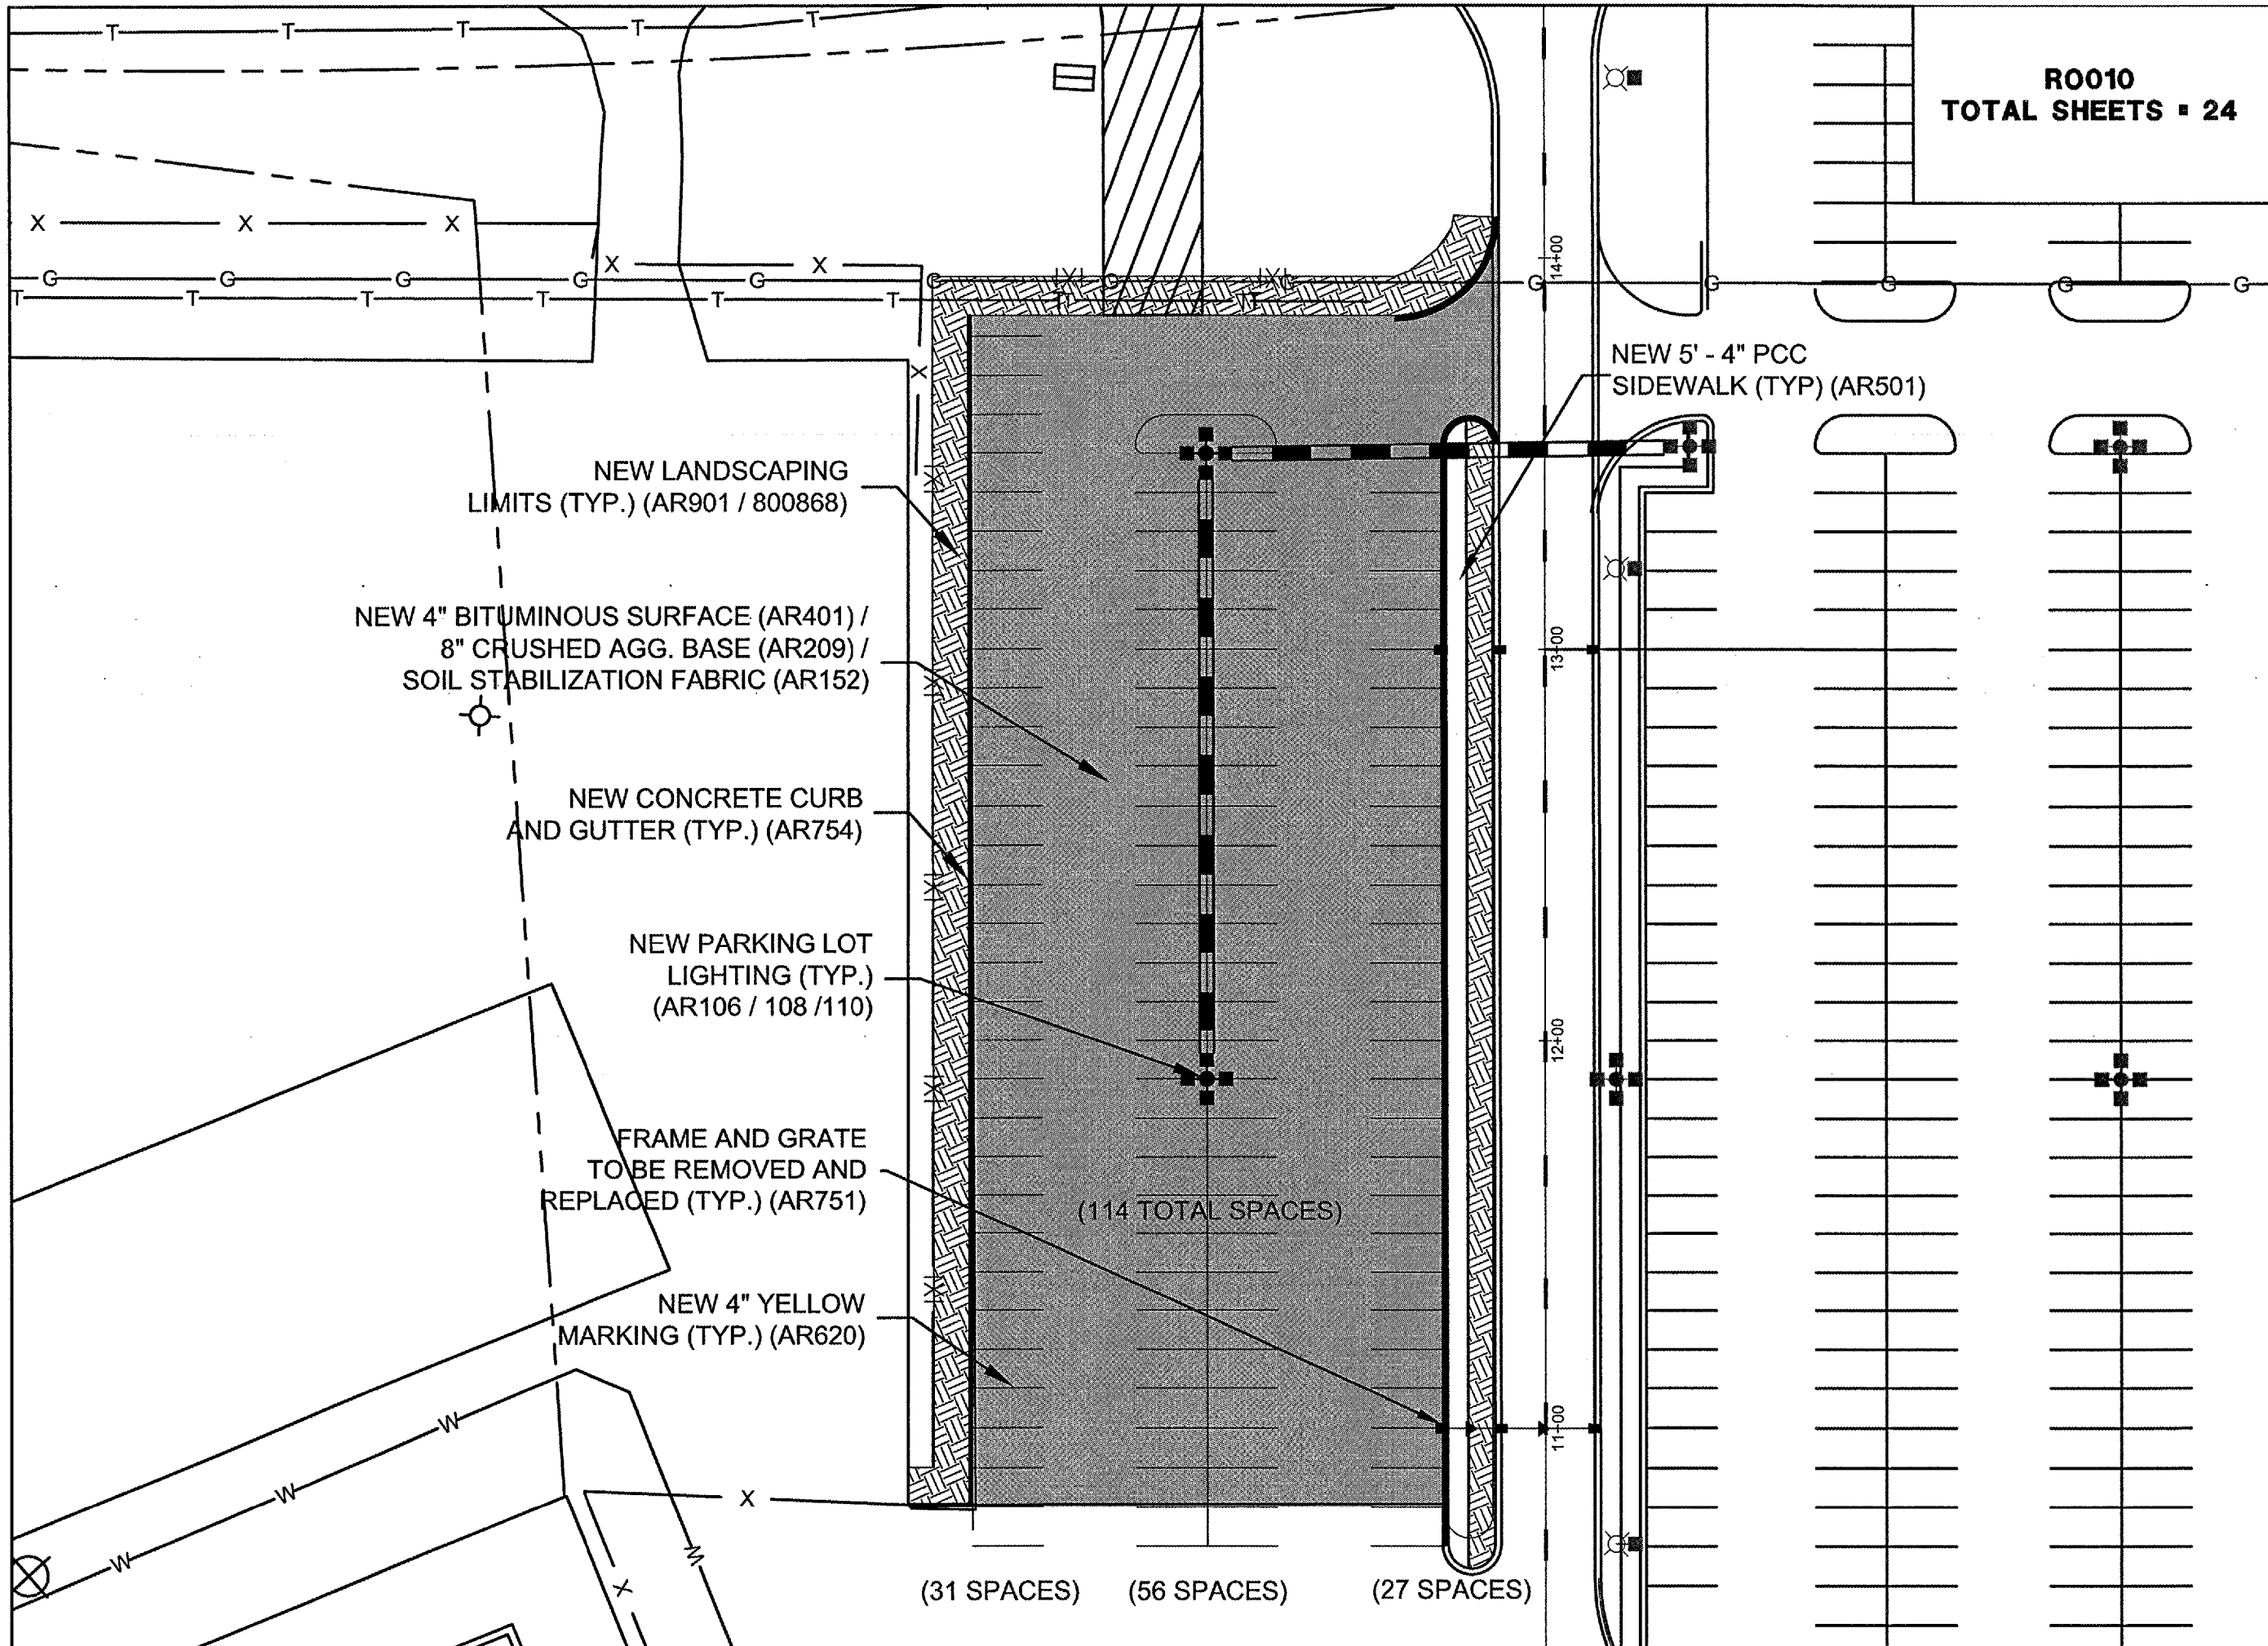 R0010
TOTAL SHEETS = 24
T T T T T
X X X
X X
G G G G G G G G G G G G
T T T T T T T T
14+00
NEW 5' - 4" PCC
SIDEWALK (TYP) (AR501)
X
NEW LANDSCAPING
LIMITS (TYP.) (AR901 / 800868)
NEW 4" BITUMINOUS SURFACE (AR401) /
8" CRUSHED AGG. BASE (AR209) /
SOIL STABILIZATION FABRIC (AR152)
13+00
NEW CONCRETE CURB
AND GUTTER (TYP.) (AR754)
NEW PARKING LOT
LIGHTING (TYP.)
(AR106 / 108 /110)
12+00
FRAME AND GRATE
TO BE REMOVED AND
REPLACED (TYP.) (AR751)
(114 TOTAL SPACES)
NEW 4" YELLOW
MARKING (TYP.) (AR620)
11+00
W W W W
X
X
(31 SPACES) (56 SPACES) (27 SPACES)